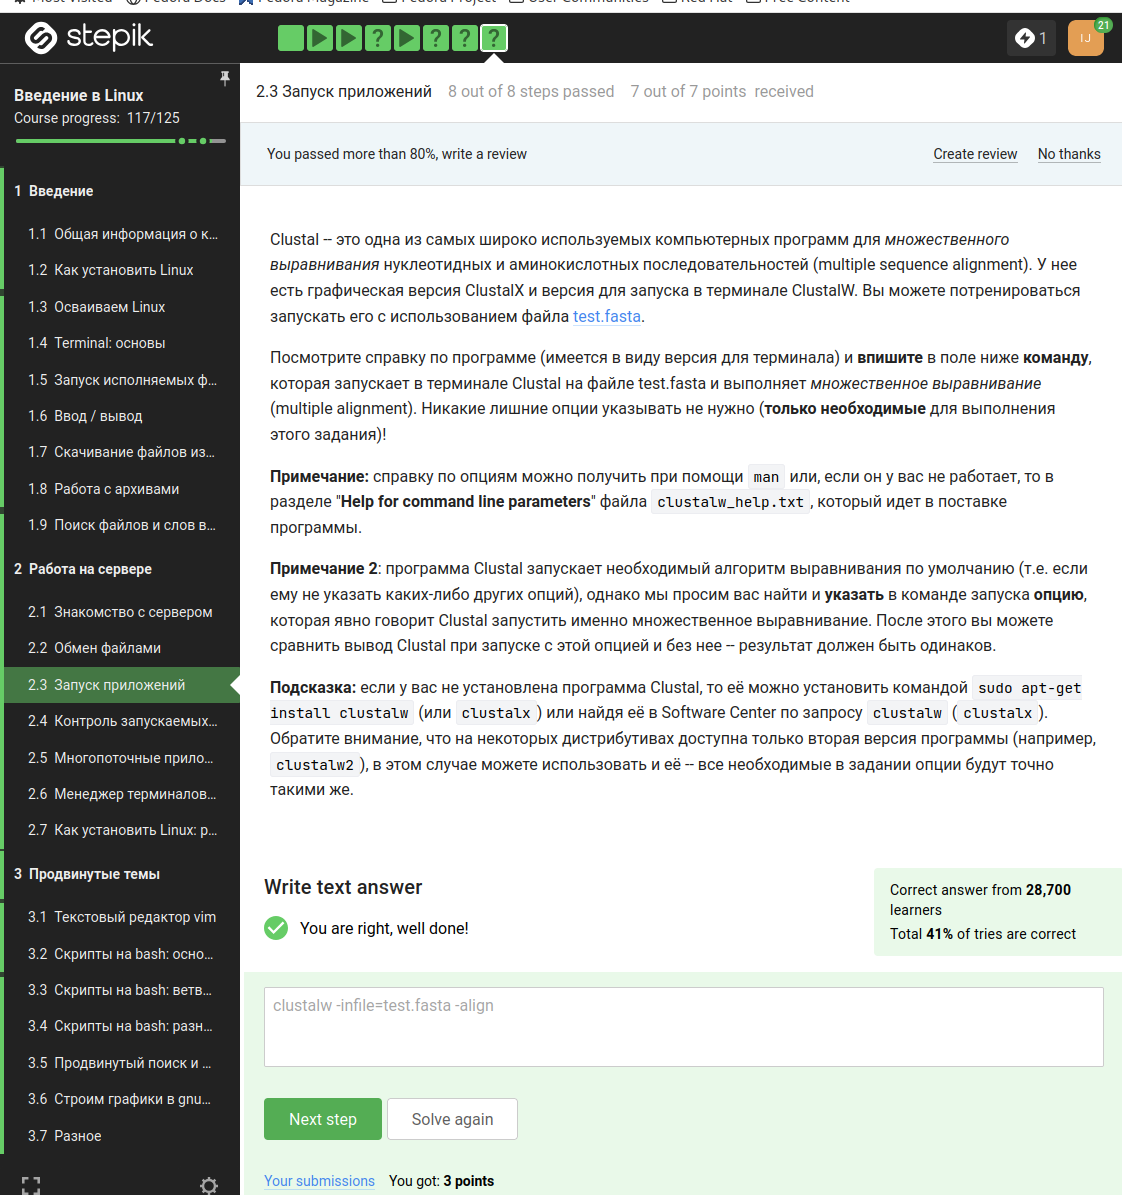 Most Visited Fedora Docs Fedora Magazine Fedora Project User Communities Red Hat Free Content
stepik
? ? ? ?
1
IJ
21
Введение в Linux
Course progress: 117/125
1 Введение
1.1 Общая информация о к...
1.2 Как установить Linux
1.3 Осваиваем Linux
1.4 Terminal: основы
1.5 Запуск исполняемых ф...
1.6 Ввод / вывод
1.7 Скачивание файлов из...
1.8 Работа с архивами
1.9 Поиск файлов и слов в...
2 Работа на сервере
2.1 Знакомство с сервером
2.2 Обмен файлами
2.3 Запуск приложений
2.4 Контроль запускаемых...
2.5 Многопоточные прило...
2.6 Менеджер терминалов...
2.7 Как установить Linux: р...
3 Продвинутые темы
3.1 Текстовый редактор vim
3.2 Скрипты на bash: осно...
3.3 Скрипты на bash: ветв...
3.4 Скрипты на bash: разн...
3.5 Продвинутый поиск и ...
3.6 Строим графики в gnu...
3.7 Разное
2.3 Запуск приложений 8 out of 8 steps passed 7 out of 7 points received
You passed more than 80%, write a review Create review No thanks
Clustal -- это одна из самых широко используемых компьютерных программ для множественного
выравнивания нуклеотидных и аминокислотных последовательностей (multiple sequence alignment). У нее
есть графическая версия ClustalX и версия для запуска в терминале ClustalW. Вы можете потренироваться
запускать его с использованием файла test.fasta.
Посмотрите справку по программе (имеется в виду версия для терминала) и впишите в поле ниже команду,
которая запускает в терминале Clustal на файле test.fasta и выполняет множественное выравнивание
(multiple alignment). Никакие лишние опции указывать не нужно (только необходимые для выполнения
этого задания)!
Примечание: справку по опциям можно получить при помощи man или, если он у вас не работает, то в
разделе "Help for command line parameters" файла clustalw_help.txt, который идет в поставке
программы.
Примечание 2: программа Clustal запускает необходимый алгоритм выравнивания по умолчанию (т.е. если
ему не указать каких-либо других опций), однако мы просим вас найти и указать в команде запуска опцию,
которая явно говорит Clustal запустить именно множественное выравнивание. После этого вы можете
сравнить вывод Clustal при запуске с этой опцией и без нее -- результат должен быть одинаков.
Подсказка: если у вас не установлена программа Clustal, то её можно установить командой sudo apt-get
install clustalw (или clustalx) или найдя её в Software Center по запросу clustalw (clustalx).
Обратите внимание, что на некоторых дистрибутивах доступна только вторая версия программы (например,
clustalw2), в этом случае можете использовать и её -- все необходимые в задании опции будут точно
такими же.
Write text answer
You are right, well done!
Correct answer from 28,700
learners
Total 41% of tries are correct
clustalw -infile=test.fasta -align
Next step Solve again
Your submissions You got: 3 points